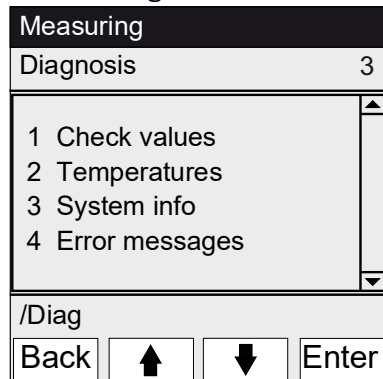 Measuring
Diagnosis 3
1 Check values
2 Temperatures
3 System info
4 Error messages
/Diag
Back Enter